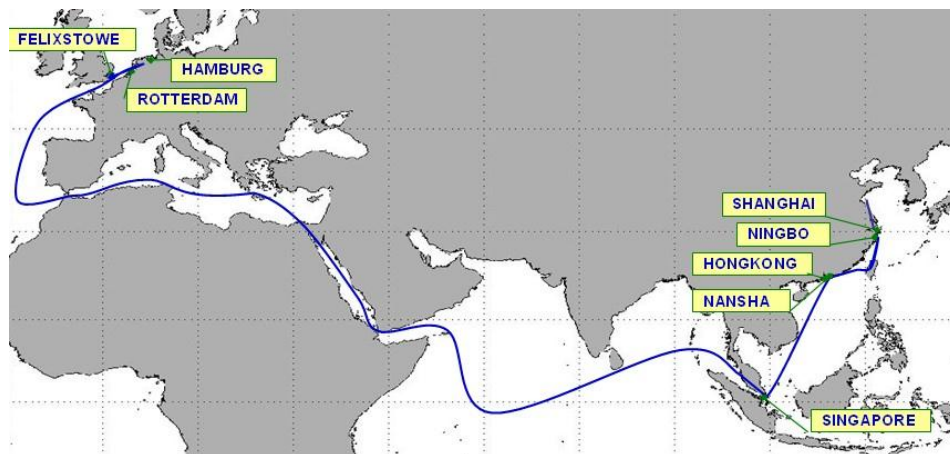 FELIXSTOWE
HAMBURG
ROTTERDAM
SHANGHAI
NINGBO
HONGKONG
NANSHA
SINGAPORE